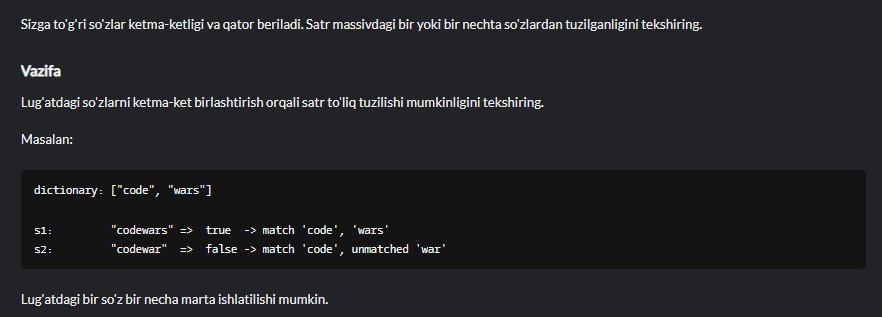 Sizga to'g'ri so'zlar ketma-ketligi va qator beriladi. Satr massivdagi bir yoki bir nechta so'zlardan tuzilganligini tekshiring.
Vazifa
Lug'atdagi so'zlarni ketma-ket birlashtirish orqali satr to'liq tuzilishi mumkinligini tekshiring.
Masalan:
dictionary: ["code", "wars"]
s1: "codewars" => true -> match 'code', 'wars'
s2: "codewar" => false -> match 'code', unmatched 'war'
Lug'atdagi bir so'z bir necha marta ishlatilishi mumkin.